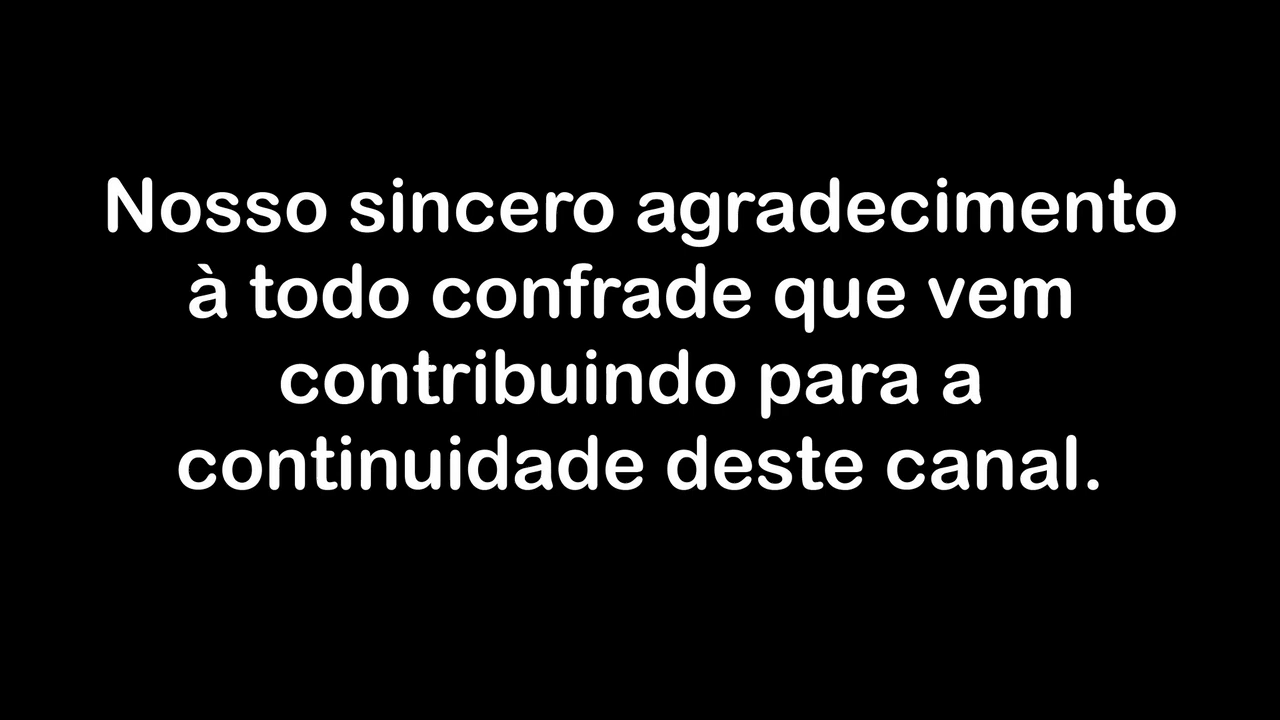 Nosso sincero agradecimento
à todo confrade que vem
contribuindo para a
continuidade deste canal.